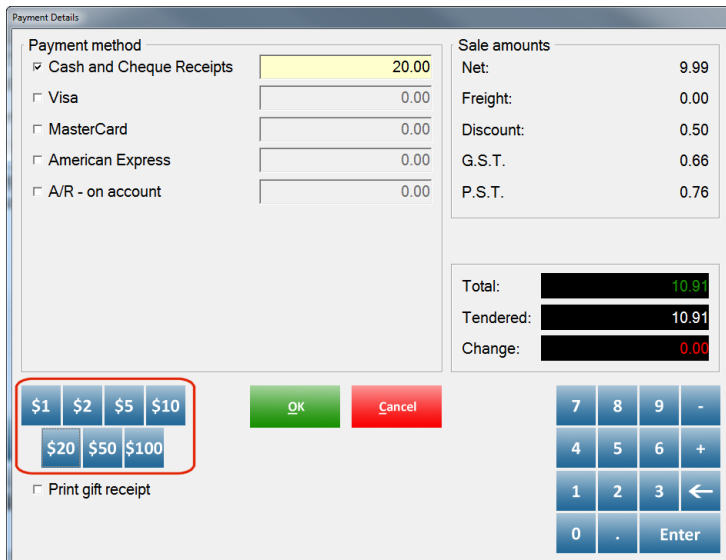 Payment Details
Payment method
Cash and Cheque Receipts 20.00
Visa 0.00
MasterCard 0.00
American Express 0.00
A/R - on account 0.00
Sale amounts
Net: 9.99
Freight: 0.00
Discount: 0.50
G.S.T. 0.66
P.S.T. 0.76
Total: 10.91
Tendered: 10.91
Change: 0.00
$1 $2 $5 $10
$20 $50 $100
Print gift receipt
OK Cancel
7 8 9 -
4 5 6 +
1 2 3 ←
0 . Enter